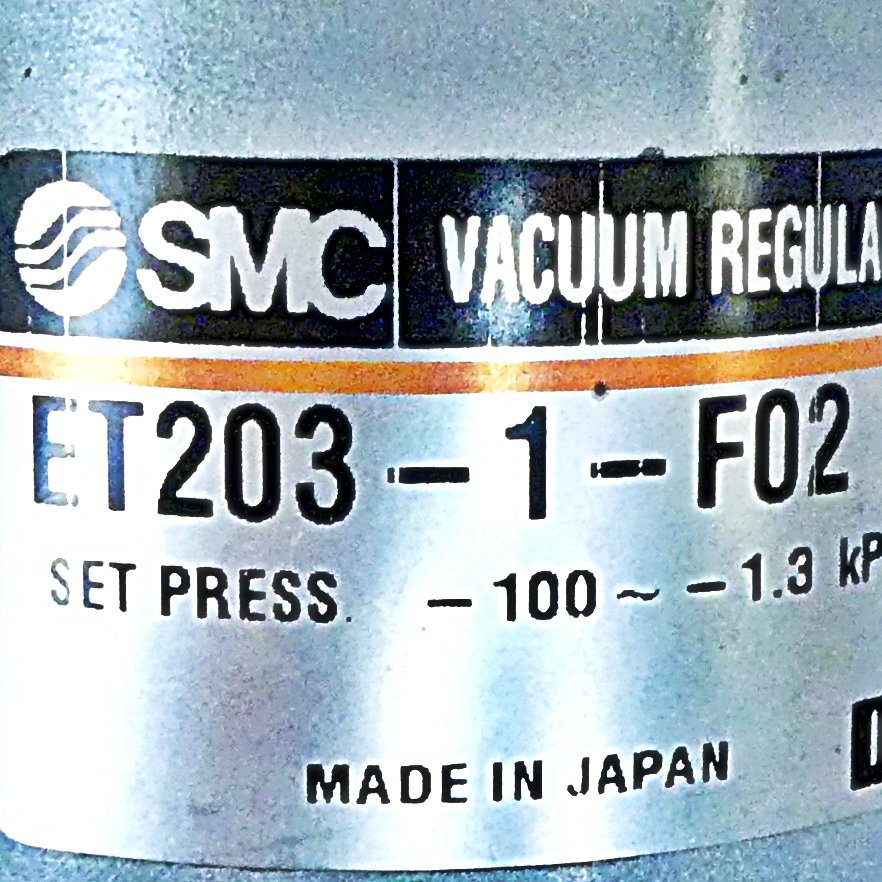 SMC VACUUM REGULA
ET203-1-F02
SET PRESS. -100 ~ -1.3 kP
MADE IN JAPAN